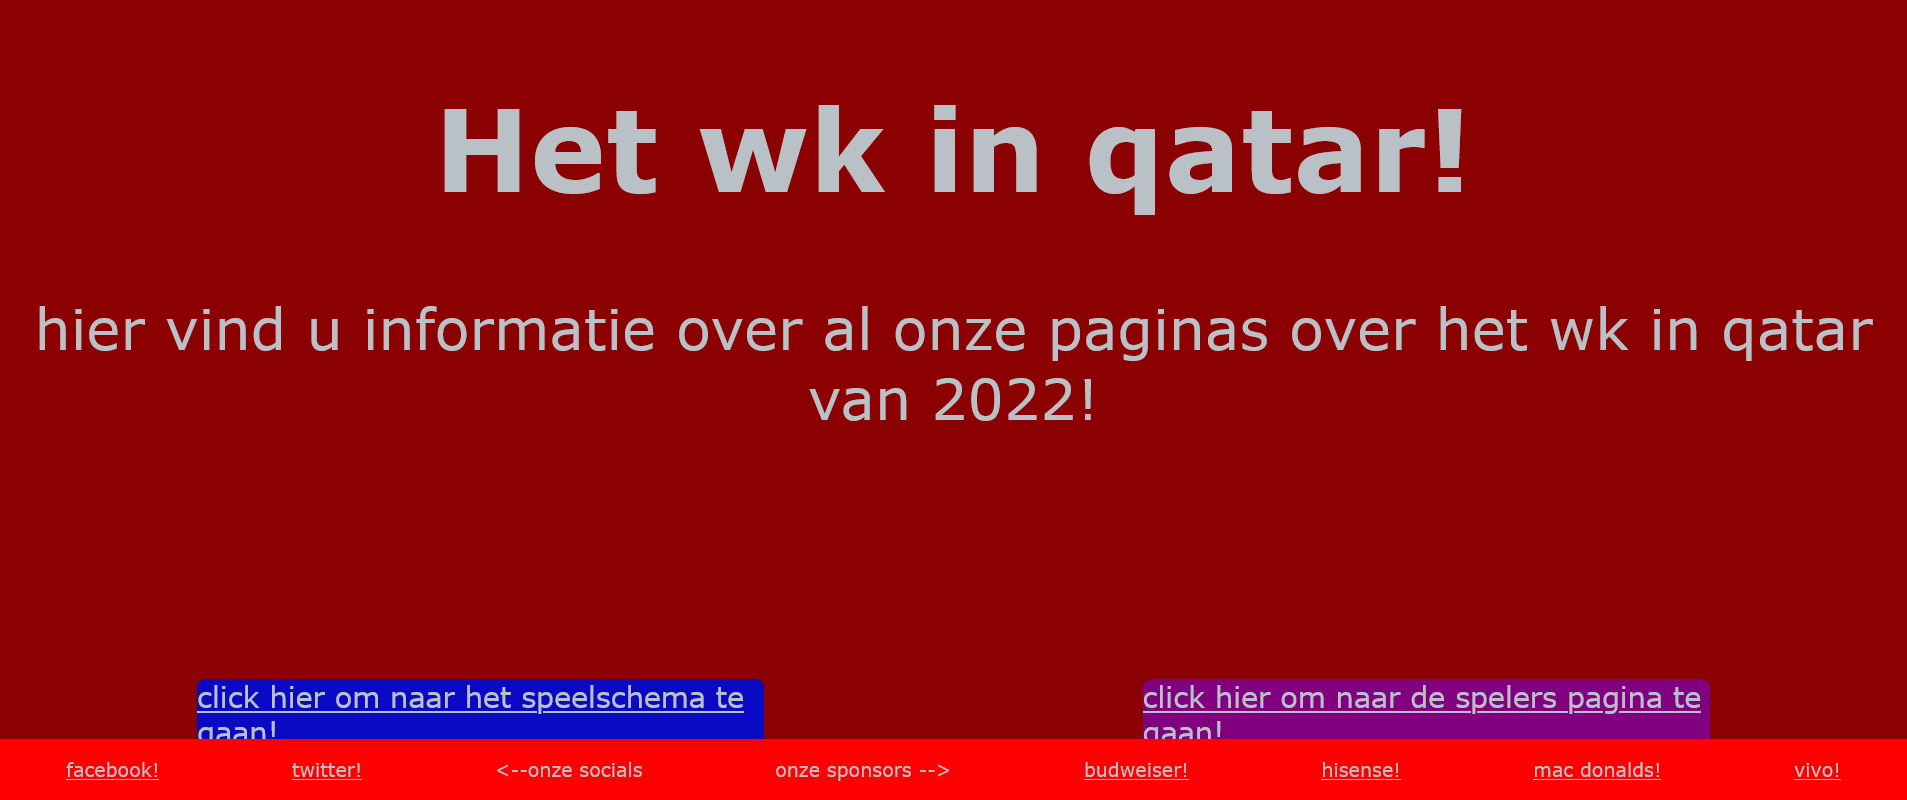 Het wk in qatar!
hier vind u informatie over al onze paginas over het wk in qatar
van 2022!
click hier om naar het speelschema te
gaan!
click hier om naar de spelers pagina te
gaan!
facebook! twitter! <--onze socials onze sponsors --> budweiser! hisense! mac donalds! vivo!